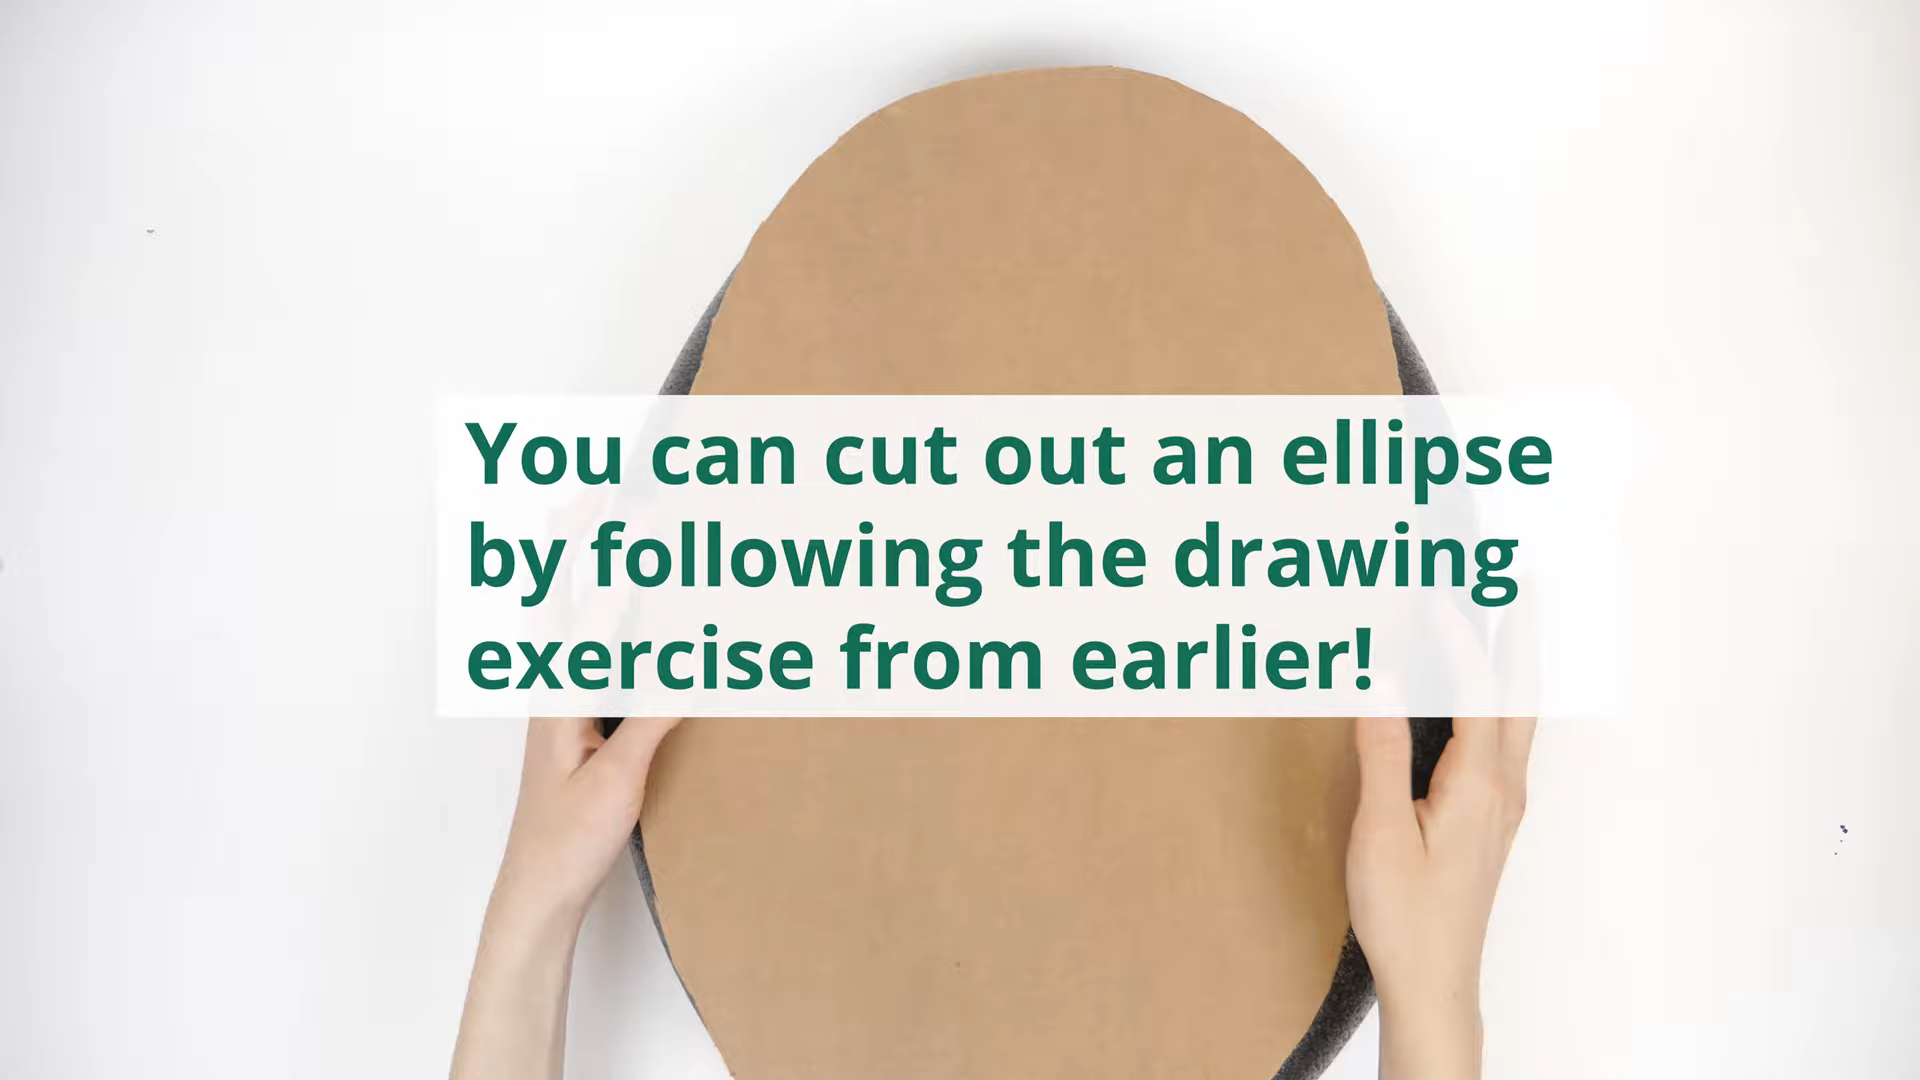 You can cut out an ellipse
by following the drawing
exercise from earlier!